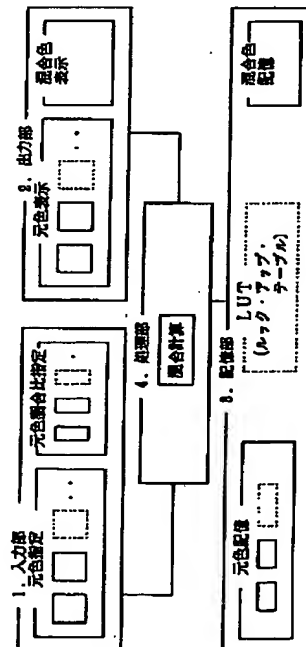 1. 入力部
元色指定
元色割合比指定
2. 出力部
元色表示
混合色
表示
4. 処理部
混合計算
3. 記憶部
元色記憶
LUT
(ルック・アップ・
テーブル)
混合色
記憶